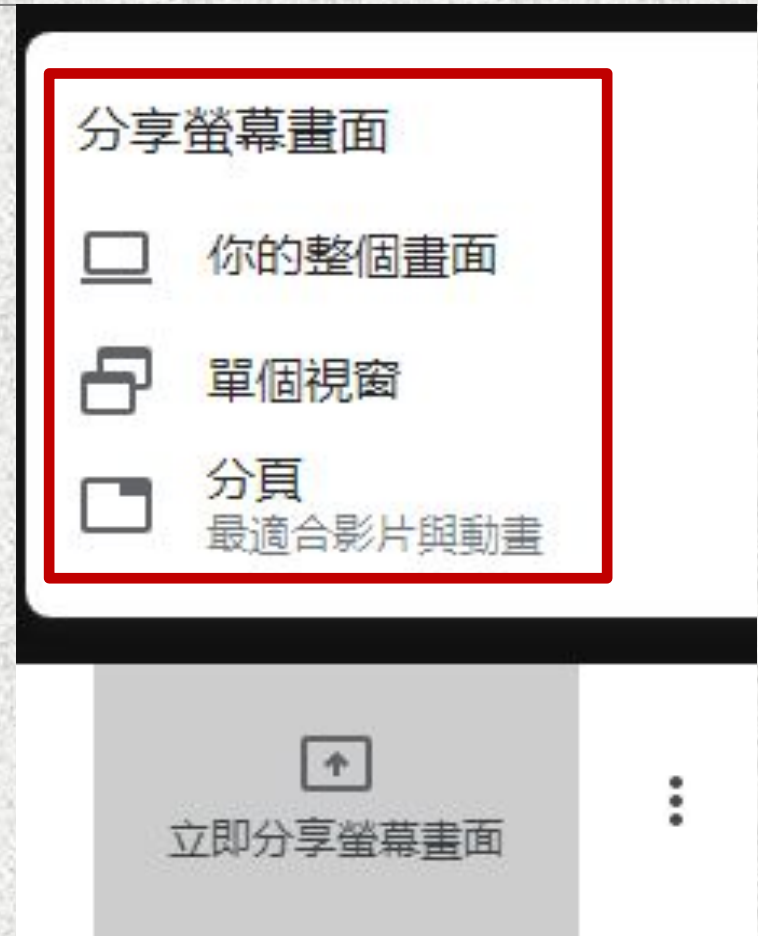 分享螢幕畫面
你的整個畫面
單個視窗
分頁
最適合影片與動畫
立即分享螢幕畫面